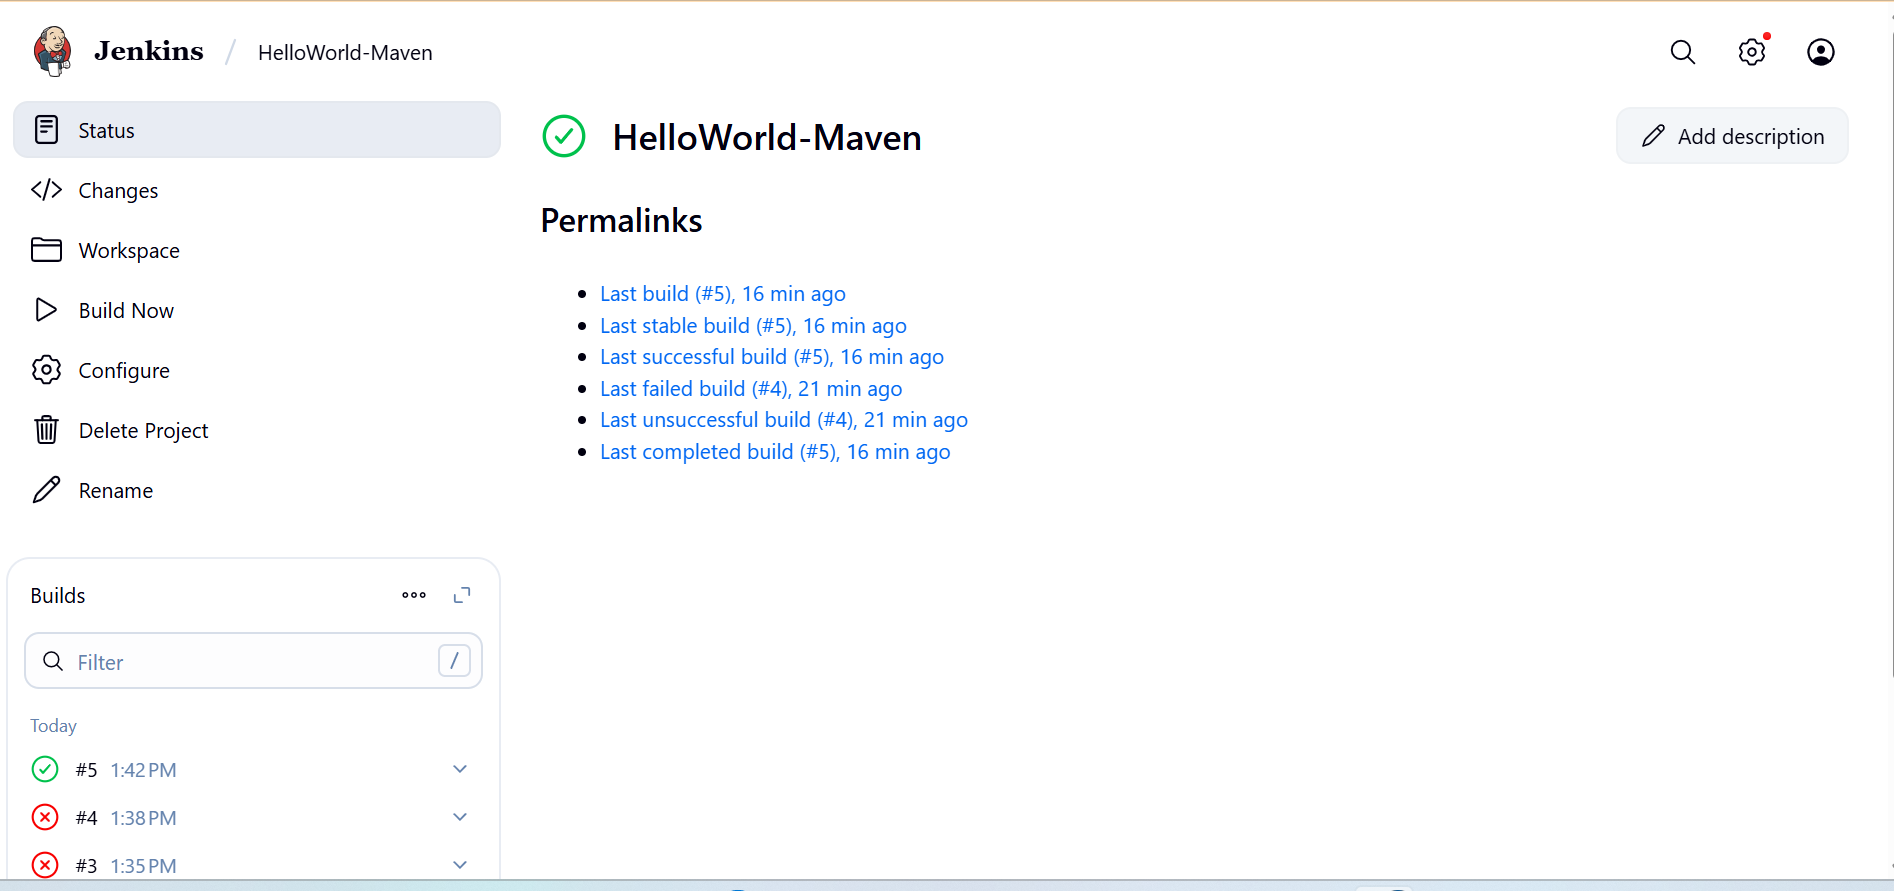 Jenkins / HelloWorld-Maven
Status
Changes
Workspace
Build Now
Configure
Delete Project
Rename
Builds
Filter /
Today
#5 1:42 PM
#4 1:38 PM
#3 1:35 PM
HelloWorld-Maven
Add description
Permalinks
Last build (#5), 16 min ago
Last stable build (#5), 16 min ago
Last successful build (#5), 16 min ago
Last failed build (#4), 21 min ago
Last unsuccessful build (#4), 21 min ago
Last completed build (#5), 16 min ago